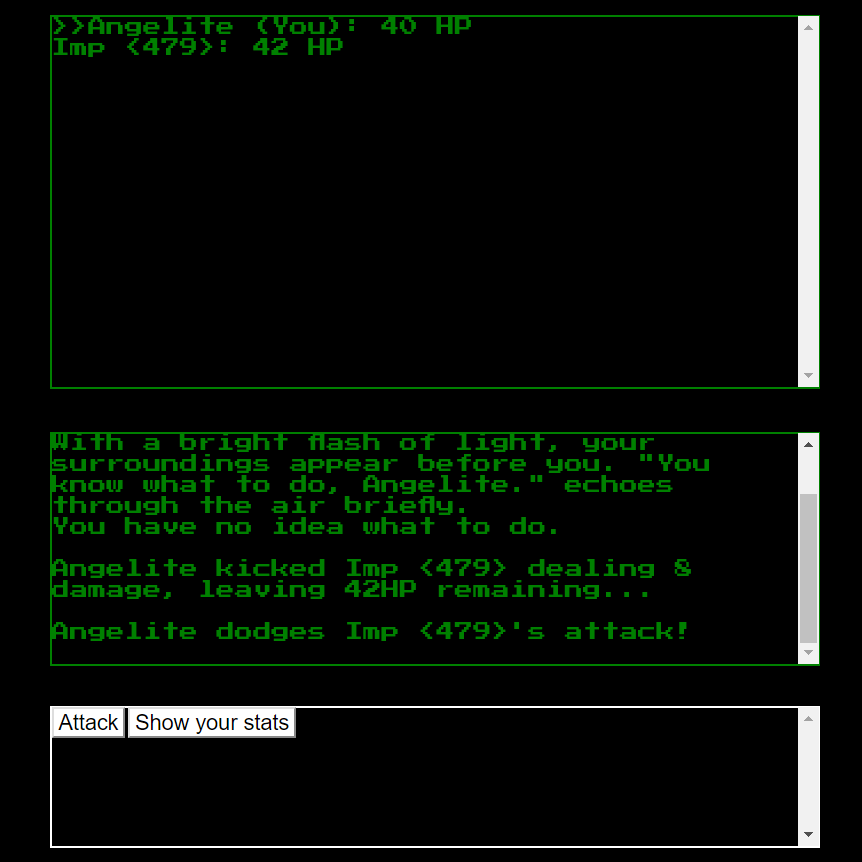 >>Angelite (You): 40 HP
Imp <479>: 42 HP
With a bright flash of light, your
surroundings appear before you. "You
know what to do, Angelite." echoes
through the air briefly.
You have no idea what to do.
Angelite kicked Imp <479> dealing 8
damage, leaving 42HP remaining...
Angelite dodges Imp <479>'s attack!
Attack Show your stats